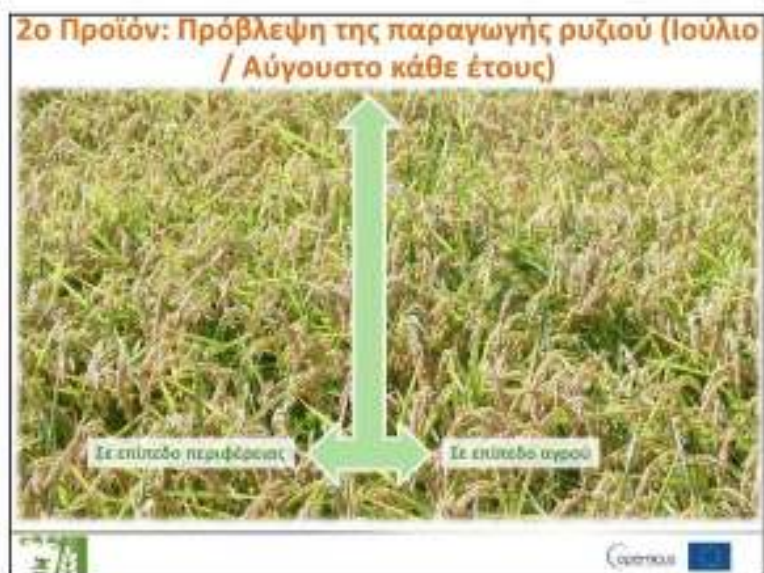 2ο Προϊόν: Πρόβλεψη της παραγωγής ρυζιού (Ιούλιο
/ Αύγουστο κάθε έτους)
Σε επίπεδο περιφέρειας
Σε επίπεδο αγρού
Copernicus